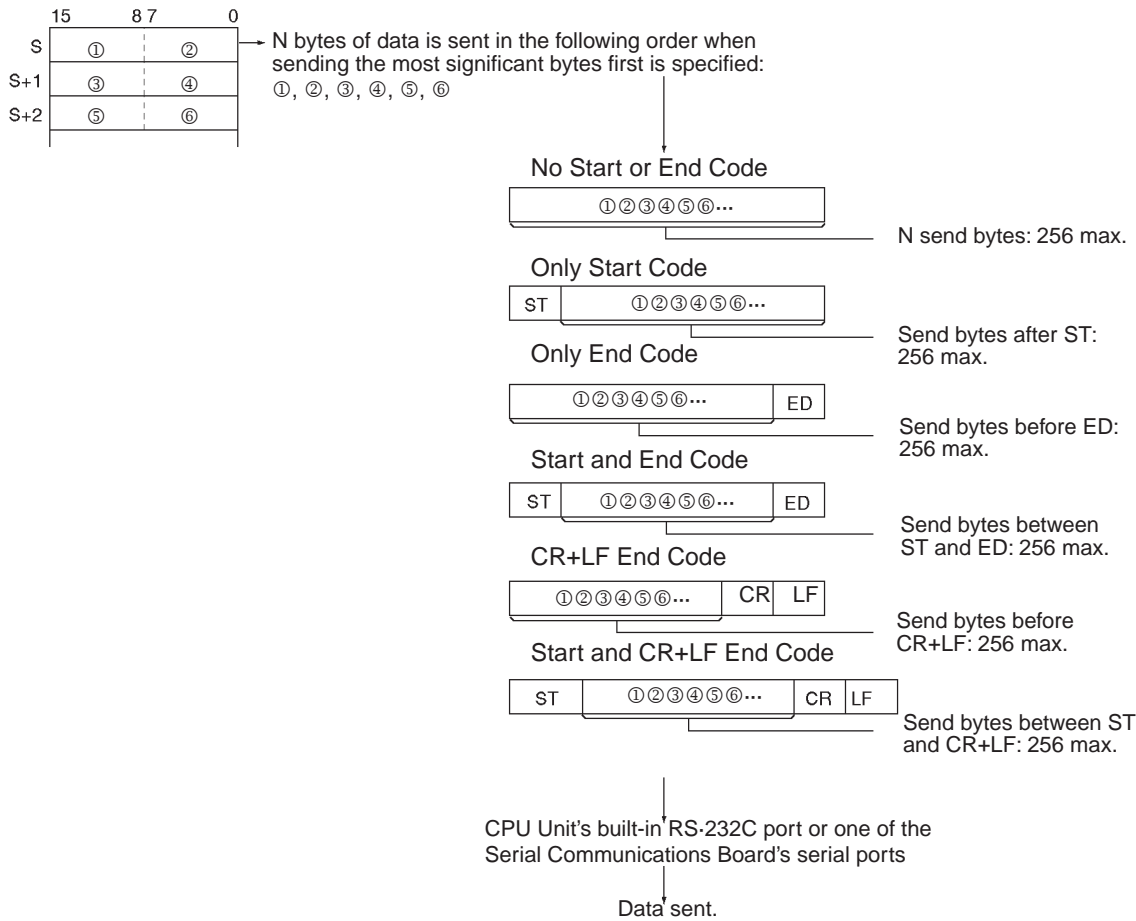 15 8 7 0
S ① ②
S+1 ③ ④
S+2 ⑤ ⑥
N bytes of data is sent in the following order when
sending the most significant bytes first is specified:
①, ②, ③, ④, ⑤, ⑥
No Start or End Code
①②③④⑤⑥...
N send bytes: 256 max.
Only Start Code
ST ①②③④⑤⑥...
Send bytes after ST:
256 max.
Only End Code
①②③④⑤⑥... ED
Send bytes before ED:
256 max.
Start and End Code
ST ①②③④⑤⑥... ED
Send bytes between
ST and ED: 256 max.
CR+LF End Code
①②③④⑤⑥... CR LF
Send bytes before
CR+LF: 256 max.
Start and CR+LF End Code
ST ①②③④⑤⑥... CR LF
Send bytes between ST
and CR+LF: 256 max.
CPU Unit's built-in RS-232C port or one of the
Serial Communications Board's serial ports
Data sent.